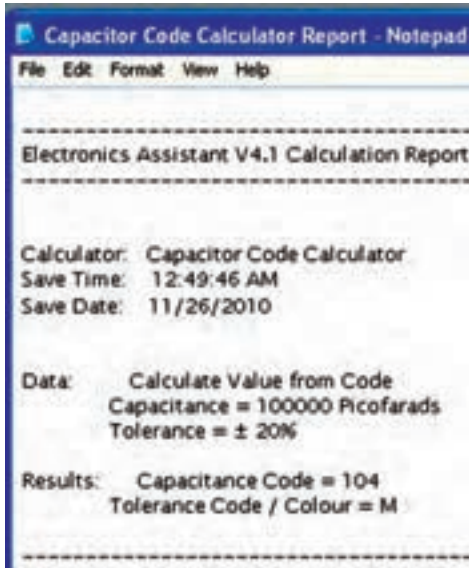 Capacitor Code Calculator Report - Notepad
File Edit Format View Help
--------------------------------------------
Electronics Assistant V4.1 Calculation Report
--------------------------------------------
Calculator: Capacitor Code Calculator
Save Time: 12:49:46 AM
Save Date: 11/26/2010
Data: Calculate Value from Code
Capacitance = 100000 Picofarads
Tolerance = ± 20%
Results: Capacitance Code = 104
Tolerance Code / Colour = M
--------------------------------------------